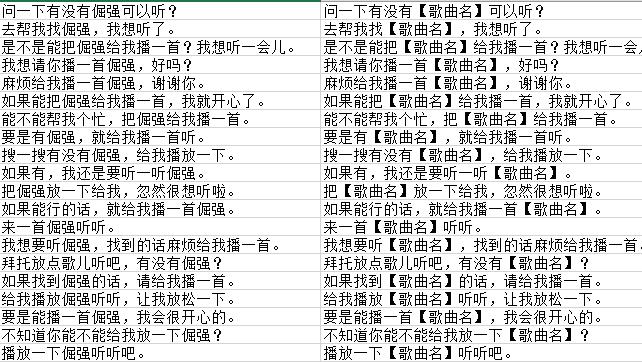 问一下有没有倔强可以听？ 问一下有没有【歌曲名】可以听？
去帮我找倔强，我想听了。 去帮我找【歌曲名】，我想听了。
是不是能把倔强给我播一首？我想听一会儿。 是不是能把【歌曲名】给我播一首？我想听一会
我想请你播一首倔强，好吗？ 我想请你播一首【歌曲名】，好吗？
麻烦给我播一首倔强，谢谢你。 麻烦给我播一首【歌曲名】，谢谢你。
如果能把倔强给我播一首，我就开心了。 如果能把【歌曲名】给我播一首，我就开心了。
能不能帮我个忙，把倔强给我播一首。 能不能帮我个忙，把【歌曲名】给我播一首。
要是有倔强，就给我播一首听。 要是有【歌曲名】，就给我播一首听。
搜一搜有没有倔强，给我播放一下。 搜一搜有没有【歌曲名】，给我播放一下。
如果有，我还是要听一听倔强。 如果有，我还是要听一听【歌曲名】。
把倔强放一下给我，忽然很想听啦。 把【歌曲名】放一下给我，忽然很想听啦。
如果能行的话，就给我播一首倔强。 如果能行的话，就给我播一首【歌曲名】。
来一首倔强听听。 来一首【歌曲名】听听。
我想要听倔强，找到的话麻烦给我播一首。 我想要听【歌曲名】，找到的话麻烦给我播一首。
拜托放点歌儿听吧，有没有倔强？ 拜托放点歌儿听吧，有没有【歌曲名】？
如果找到倔强的话，请给我播一首。 如果找到【歌曲名】的话，请给我播一首。
给我播放倔强听听，让我放松一下。 给我播放【歌曲名】听听，让我放松一下。
要是能播一首倔强，我会很开心的。 要是能播一首【歌曲名】，我会很开心的。
不知道你能不能给我放一下倔强？ 不知道你能不能给我放一下【歌曲名】？
播放一下倔强听听吧。 播放一下【歌曲名】听听吧。